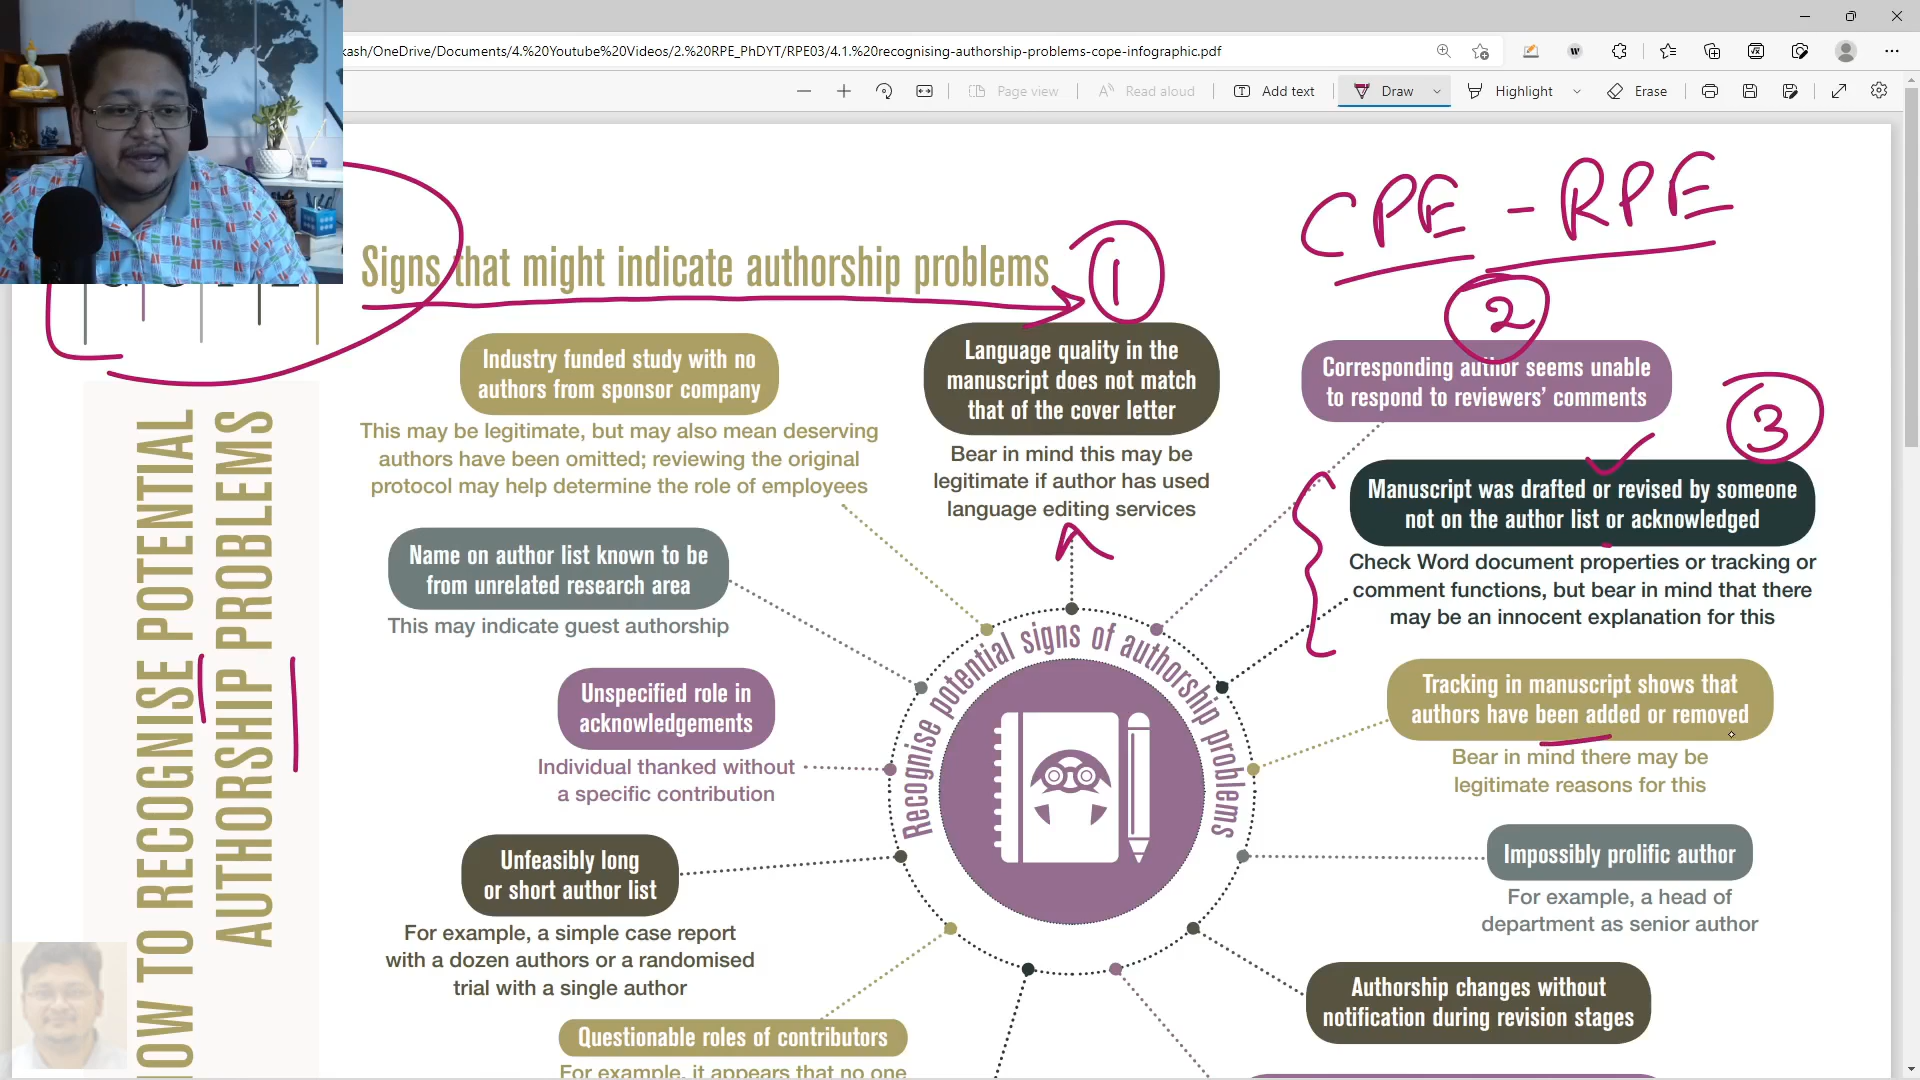 kash/OneDrive/Documents/4.%20Youtube%20Videos/2.%20RPE_PhDYT/RPE03/4.1.%20recognising-authorship-problems-cope-infographic.pdf
Page view
Read aloud
Add text
Draw
Highlight
Erase
CPE - RPE
Signs that might indicate authorship problems
1
2
3
HOW TO RECOGNISE POTENTIAL
AUTHORSHIP PROBLEMS
Industry funded study with no
authors from sponsor company
This may be legitimate, but may also mean deserving
authors have been omitted; reviewing the original
protocol may help determine the role of employees
Language quality in the
manuscript does not match
that of the cover letter
Bear in mind this may be
legitimate if author has used
language editing services
Corresponding author seems unable
to respond to reviewers' comments
Manuscript was drafted or revised by someone
not on the author list or acknowledged
Check Word document properties or tracking or
comment functions, but bear in mind that there
may be an innocent explanation for this
Name on author list known to be
from unrelated research area
This may indicate guest authorship
Recognise potential signs of authorship problems
Tracking in manuscript shows that
authors have been added or removed
Bear in mind there may be
legitimate reasons for this
Unspecified role in
acknowledgements
Individual thanked without
a specific contribution
Impossibly prolific author
For example, a head of
department as senior author
Unfeasibly long
or short author list
For example, a simple case report
with a dozen authors or a randomised
trial with a single author
Authorship changes without
notification during revision stages
Questionable roles of contributors
For example, it appears that no one